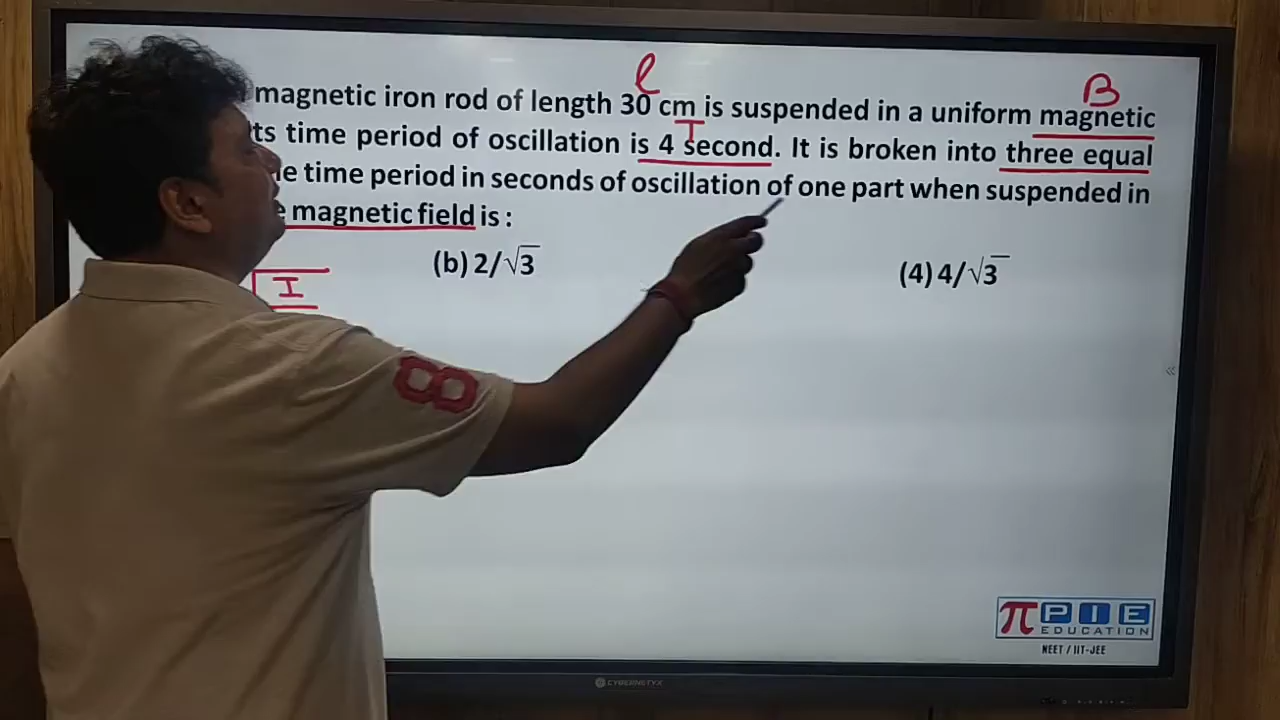 l
B
magnetic iron rod of length 30 cm is suspended in a uniform magnetic
T
ts time period of oscillation is 4 second. It is broken into three equal
time period in seconds of oscillation of one part when suspended in
magnetic field is :
(b) 2/√3
(4) 4/√3
I
π PIE
EDUCATION
NEET / IIT-JEE
CYBERNETYX
8